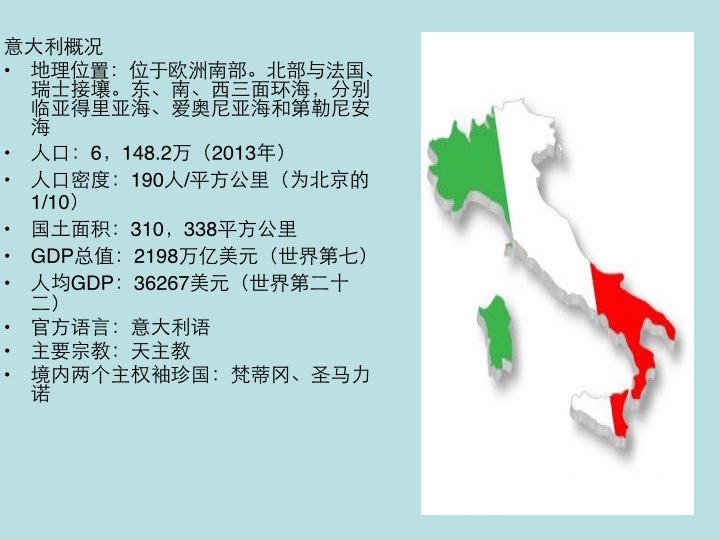 意大利概况
• 地理位置：位于欧洲南部。北部与法国、
瑞士接壤。东、南、西三面环海，分别
临亚得里亚海、爱奥尼亚海和第勒尼安
海
• 人口：6，148.2万（2013年）
• 人口密度：190人/平方公里（为北京的
1/10）
• 国土面积：310，338平方公里
• GDP总值：2198万亿美元（世界第七）
• 人均GDP：36267美元（世界第二十
二）
• 官方语言：意大利语
• 主要宗教：天主教
• 境内两个主权袖珍国：梵蒂冈、圣马力
诺